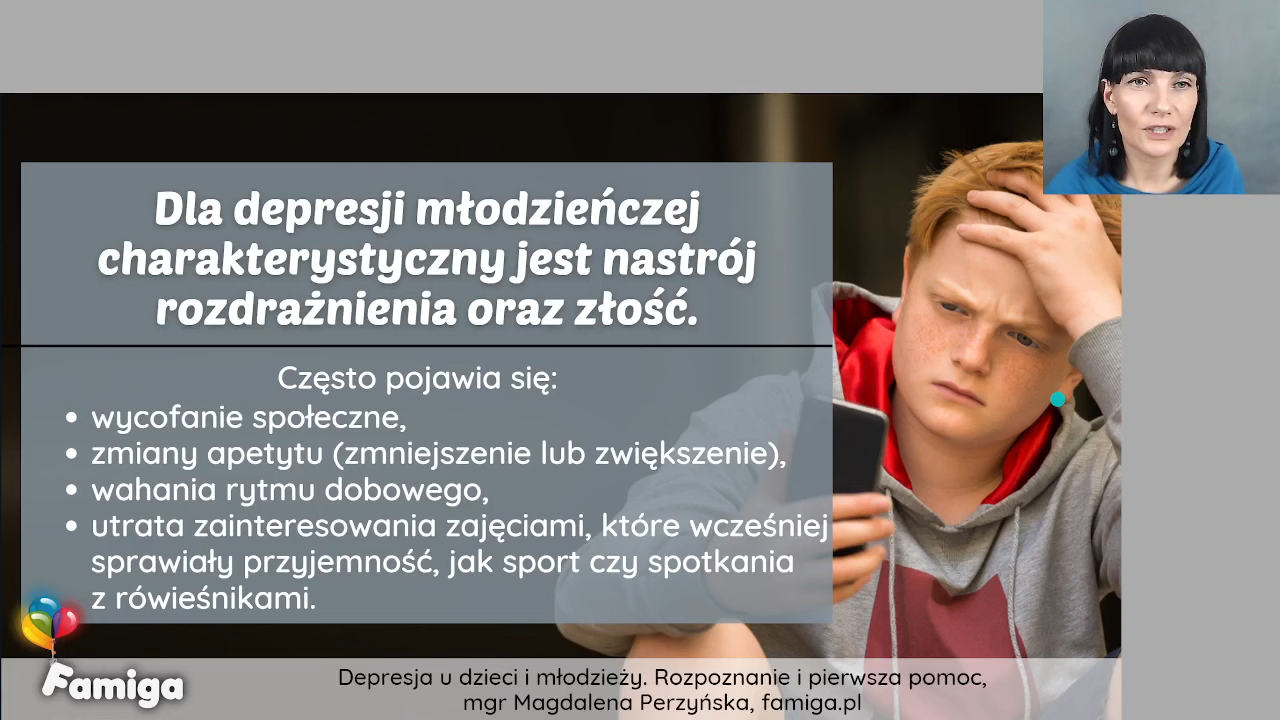 Dla depresji młodzieńczej
charakterystyczny jest nastrój
rozdrażnienia oraz złość.
Często pojawia się:
• wycofanie społeczne,
• zmiany apetytu (zmniejszenie lub zwiększenie),
• wahania rytmu dobowego,
• utrata zainteresowania zajęciami, które wcześniej
sprawiały przyjemność, jak sport czy spotkania
z rówieśnikami.
Famiga
Depresja u dzieci i młodzieży. Rozpoznanie i pierwsza pomoc,
mgr Magdalena Perzyńska, famiga.pl